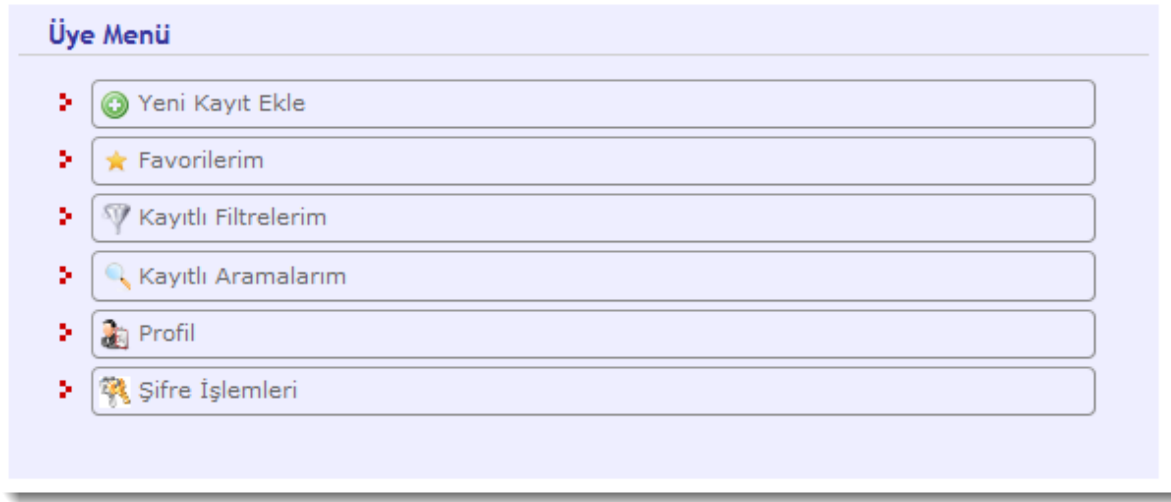 Üye Menü
Yeni Kayıt Ekle
Favorilerim
Kayıtlı Filtrelerim
Kayıtlı Aramalarım
Profil
Şifre İşlemleri